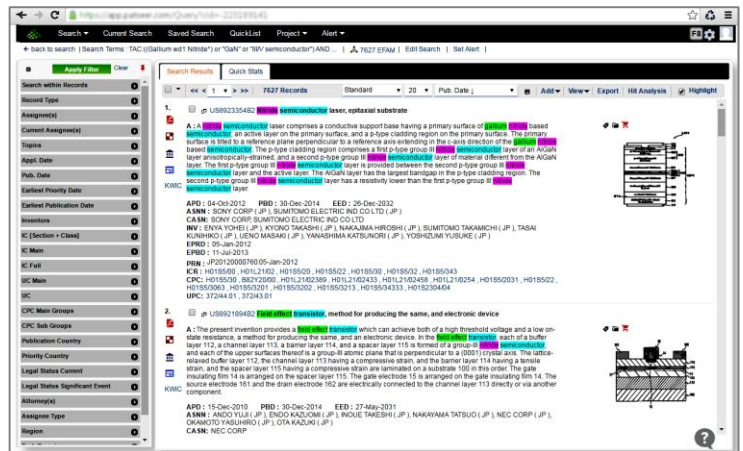 https://app.patseer.com/Query?cid=-223169141
Search Current Search Saved Search QuickList Project Alert FB
back to search | Search Terms : TAC ((Gallium wd1 Nitride*) or "GaN" or "III/V semiconductor") AND ... | 7627 EFAM | Edit Search | Set Alert |
Apply Filter Clear
Search Results Quick Stats
<< < 1 > >> 7627 Records Standard 20 Pub. Date ↓ Add View Export Hit Analysis Highlight
Search within Records
Record Type
Assignee(s)
Current Assignee(s)
Topics
Appl. Date
Pub. Date
Earliest Priority Date
Earliest Publication Date
Inventors
IC [Section + Class]
IC Main
IC Full
UC Main
UC
CPC Main Groups
CPC Sub Groups
Publication Country
Priority Country
Legal Status Current
Legal Status Significant Event
Attorney(s)
Assignee Type
Region
1. US8923354B2 Nitride semiconductor laser, epitaxial substrate
A : A nitride semiconductor laser comprises a conductive support base having a primary surface of gallium nitride based
semiconductor, an active layer on the primary surface, and a p-type cladding region on the primary surface. The primary
surface is tilted to a reference plane perpendicular to a reference axis extending in the c-axis direction of the gallium nitride
based semiconductor. The p-type cladding region comprises a first p-type group III nitride semiconductor layer of an AlGaN
layer anisotropically-strained, and a second p-type group III nitride semiconductor layer of material different from the AlGaN
layer. The first p-type group III nitride semiconductor layer is provided between the second p-type group III nitride
semiconductor layer and the active layer. The AlGaN layer has the largest bandgap in the p-type cladding region. The
second p-type group III nitride semiconductor layer has a resistivity lower than the first p-type group III nitride
semiconductor layer.
KWIC
APD : 04-Oct-2012 PBD : 30-Dec-2014 EED : 26-Dec-2032
ASNN : SONY CORP ( JP ), SUMITOMO ELECTRIC IND CO LTD ( JP )
CASN: SONY CORP, SUMITOMO ELECTRIC IND CO LTD
INV : ENYA YOHEI ( JP ), KYONO TAKASHI ( JP ), NAKAJIMA HIROSHI ( JP ), SUMITOMO TAKAMICHI ( JP ), TASAI
KUNIHIKO ( JP ), UENO MASAKI ( JP ), YANASHIMA KATSUNORI ( JP ), YOSHIZUMI YUSUKE ( JP )
EPRD : 05-Jan-2012
EPBD : 11-Jul-2013
PRN : JP20120000760 05-Jan-2012
ICR : H01S5/00 , H01L21/02 , H01S5/20 , H01S5/22 , H01S5/30 , H01S5/32 , H01S5/343
CPC: H01S5/30 , B82Y20/00 , H01L21/02389 , H01L21/02433 , H01L21/02458 , H01L21/0254 , H01S5/2031 , H01S5/22 ,
H01S5/3063 , H01S5/3201 , H01S5/3202 , H01S5/3213 , H01S5/34333 , H01S2304/04
UPC: 372/44.01 , 372/43.01
2. US8921894B2 Field effect transistor, method for producing the same, and electronic device
A : The present invention provides a field effect transistor which can achieve both of a high threshold voltage and a low on-
state resistance, a method for producing the same, and an electronic device. In the field effect transistor, each of a buffer
layer 112, a channel layer 113, a barrier layer 114, and a spacer layer 115 is formed of a group-III nitride semiconductor,
and each of the upper surfaces thereof is a group-III atomic plane that is perpendicular to a (0001) crystal axis. The lattice-
relaxed buffer layer 112, the channel layer 113 having a compressive strain, and the barrier layer 114 having a tensile
strain, and the spacer layer 115 having a compressive strain are laminated on a substrate 100 in this order. The gate
insulating film 14 is arranged on the spacer layer 115. The gate electrode 15 is arranged on the gate insulating film 14. The
source electrode 161 and the drain electrode 162 are electrically connected to the channel layer 113 directly or via another
component.
KWIC
APD : 15-Dec-2010 PBD : 30-Dec-2014 EED : 27-May-2031
ASNN : ANDO YUJI ( JP ), ENDO KAZUOMI ( JP ), INOUE TAKESHI ( JP ), NAKAYAMA TATSUO ( JP ), NEC CORP ( JP ),
OKAMOTO YASUHIRO ( JP ), OTA KAZUKI ( JP )
CASN: NEC CORP